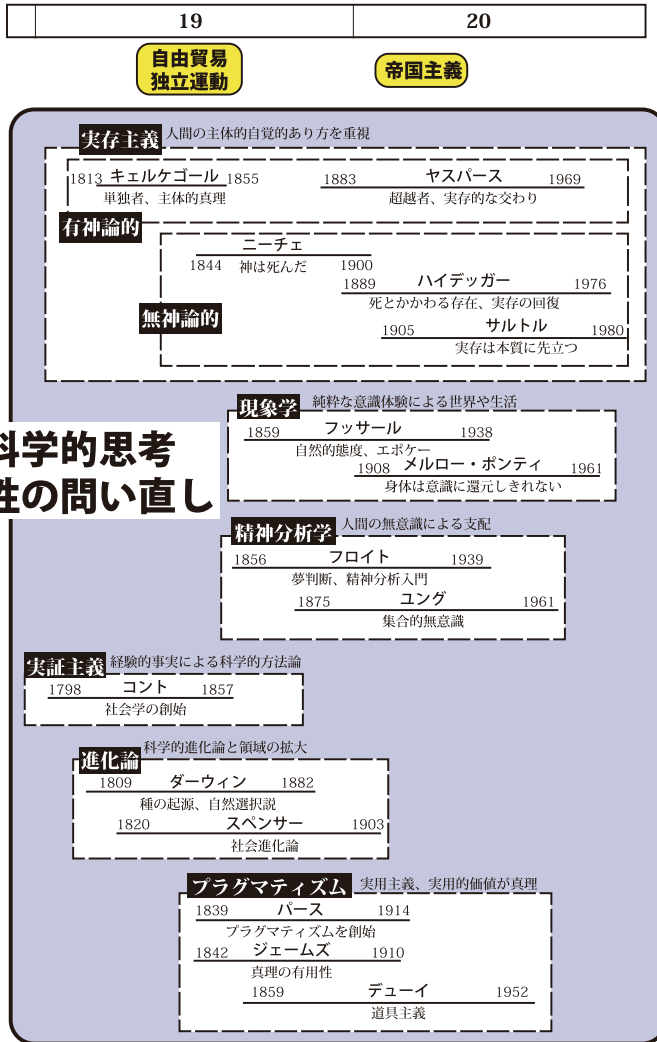 19
20
自由貿易
独立運動
帝国主義
実存主義 人間の主体的自覚的あり方を重視
1813 キェルケゴール 1855
単独者、主体的真理
1883 ヤスパース 1969
超越者、実存的な交わり
有神論的
ニーチェ
1844 神は死んだ 1900
1889 ハイデッガー 1976
死とかかわる存在、実存の回復
無神論的
1905 サルトル 1980
実存は本質に先立つ
現象学 純粋な意識体験による世界や生活
1859 フッサール 1938
自然的態度、エポケー
1908 メルロー・ポンティ 1961
身体は意識に還元しきれない
科学的思考
性の問い直し
精神分析学 人間の無意識による支配
1856 フロイト 1939
夢判断、精神分析入門
1875 ユング 1961
集合的無意識
実証主義 経験的事実による科学的方法論
1798 コント 1857
社会学の創始
進化論 科学的進化論と領域の拡大
1809 ダーウィン 1882
種の起源、自然選択説
1820 スペンサー 1903
社会進化論
プラグマティズム 実用主義、実用的価値が真理
1839 パース 1914
プラグマティズムを創始
1842 ジェームズ 1910
真理の有用性
1859 デューイ 1952
道具主義